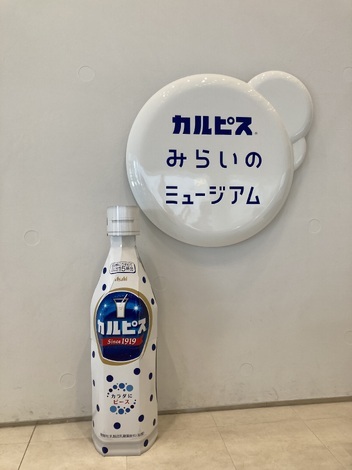 カルピス
みらいの
ミュージアム
Asahi
カルピス
Since 1919
カラダに
ピース